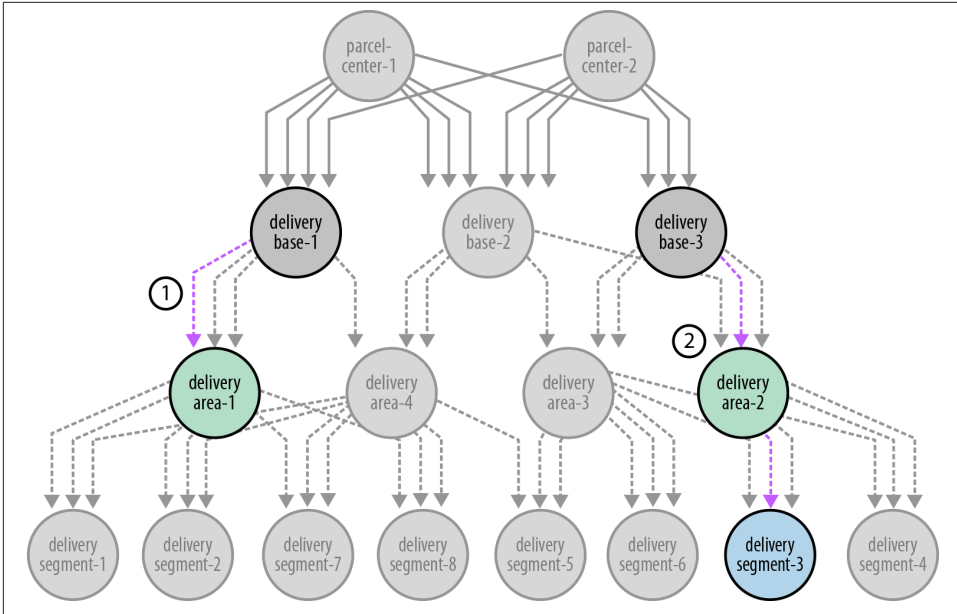 parcel-
center-1
parcel-
center-2
delivery
base-1
delivery
base-2
delivery
base-3
1
2
delivery
area-1
delivery
area-4
delivery
area-3
delivery
area-2
delivery
segment-1
delivery
segment-2
delivery
segment-7
delivery
segment-8
delivery
segment-5
delivery
segment-6
delivery
segment-3
delivery
segment-4